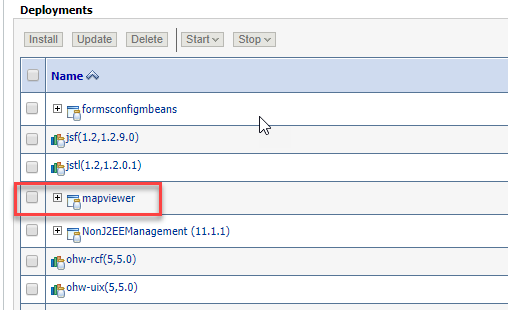 Deployments
Install Update Delete Start Stop
Name
formsconfigmbeans
jsf(1.2,1.2.9.0)
jstl(1.2,1.2.0.1)
mapviewer
NonJ2EEManagement (11.1.1)
ohw-rcf(5,5.0)
ohw-uix(5,5.0)